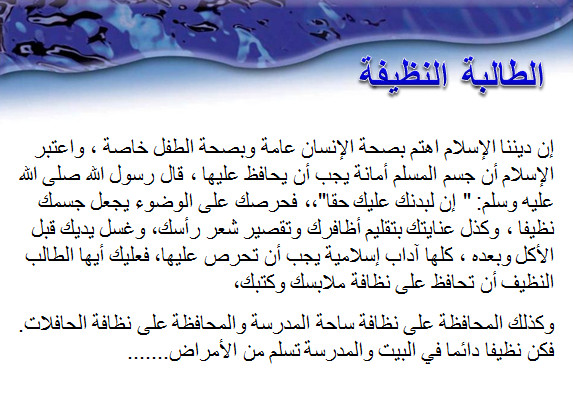 الطالبة النظيفة
إن ديننا الإسلام اهتم بصحة الإنسان عامة وبصحة الطفل خاصة ، واعتبر
الإسلام أن جسم المسلم أمانة يجب أن يحافظ عليها ، قال رسول الله صلى الله
عليه وسلم: " إن لبدنك عليك حقا"،، فحرصك على الوضوء يجعل جسمك
نظيفا ، وكذل عنايتك بتقليم أظافرك وتقصير شعر رأسك، وغسل يديك قبل
الأكل وبعده ، كلها آداب إسلامية يجب أن تحرص عليها، فعليك أيها الطالب
النظيف أن تحافظ على نظافة ملابسك وكتبك،
وكذلك المحافظة على نظافة ساحة المدرسة والمحافظة على نظافة الحافلات.
فكن نظيفا دائما في البيت والمدرسة تسلم من الأمراض.......